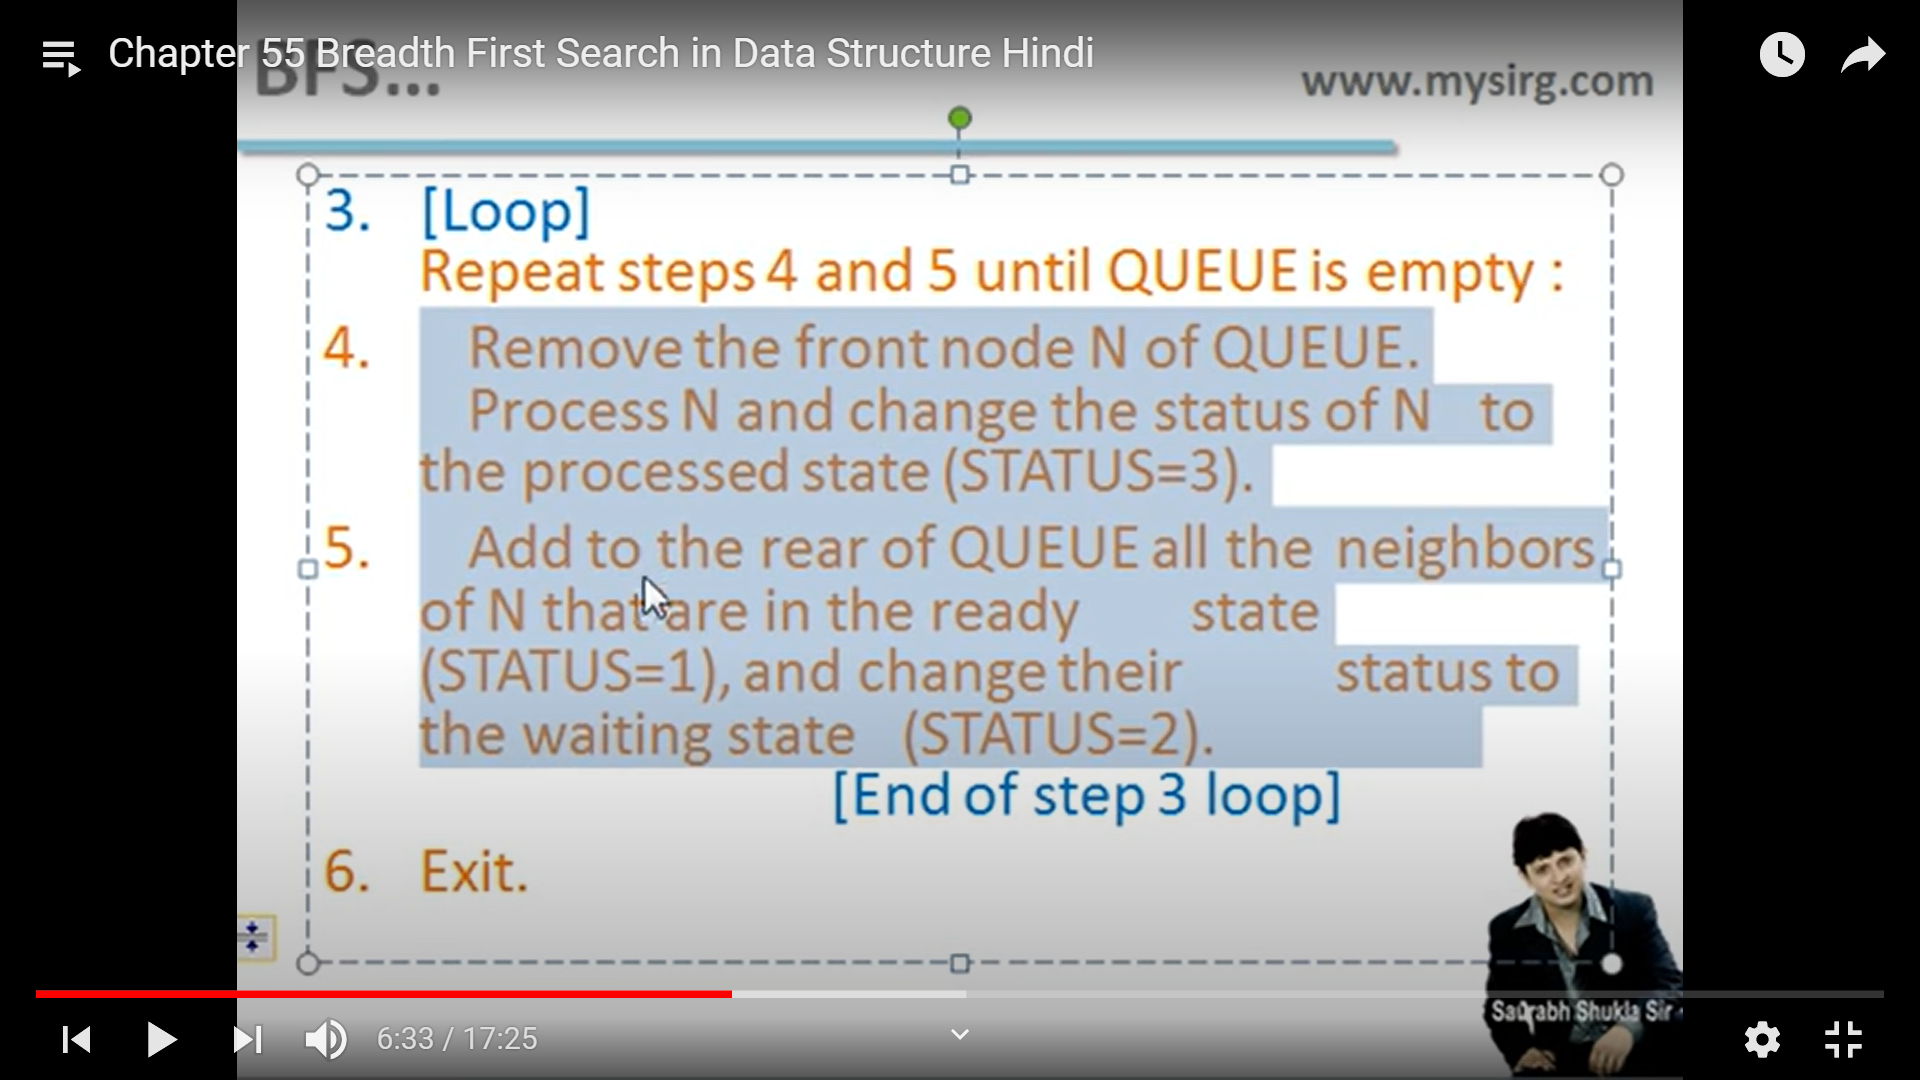 Chapter 55 Breadth First Search in Data Structure Hindi
BFS...
www.mysirg.com
3. [Loop]
Repeat steps 4 and 5 until QUEUE is empty :
4. Remove the front node N of QUEUE.
Process N and change the status of N to
the processed state (STATUS=3).
5. Add to the rear of QUEUE all the neighbors
of N that are in the ready state
(STATUS=1), and change their status to
the waiting state (STATUS=2).
[End of step 3 loop]
6. Exit.
Saurabh Shukla Sir
6:33 / 17:25